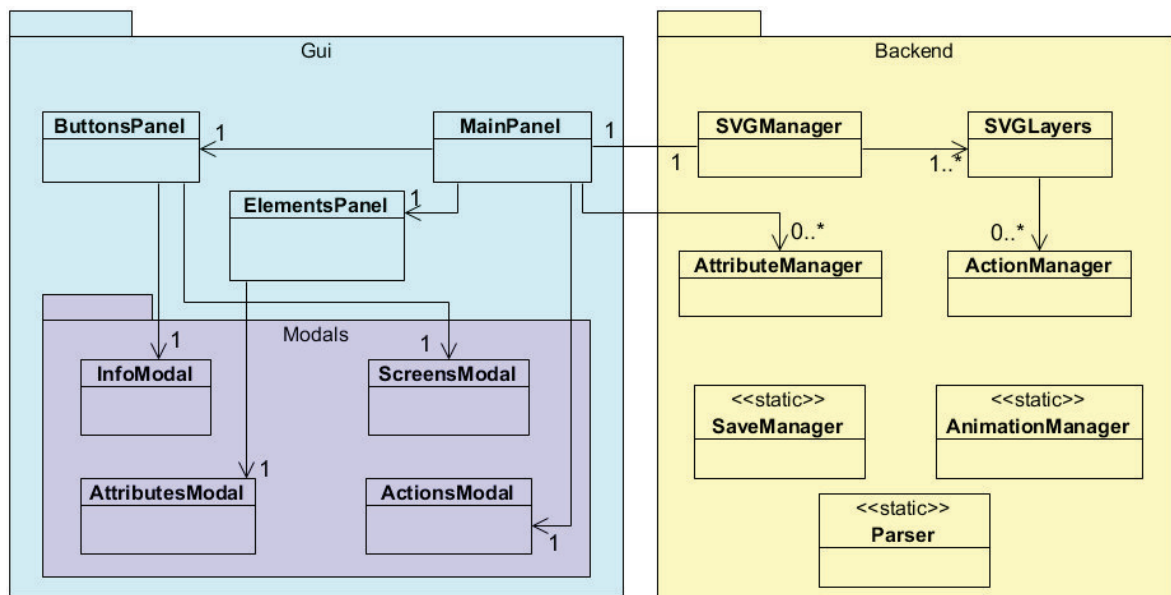 Gui
ButtonsPanel
1
MainPanel
1
ElementsPanel
1
Modals
1
InfoModal
1
ScreensModal
1
AttributesModal
ActionsModal
1
Backend
SVGManager
1
SVGLayers
1..*
0..*
AttributeManager
0..*
ActionManager
<<static>>
SaveManager
<<static>>
AnimationManager
<<static>>
Parser